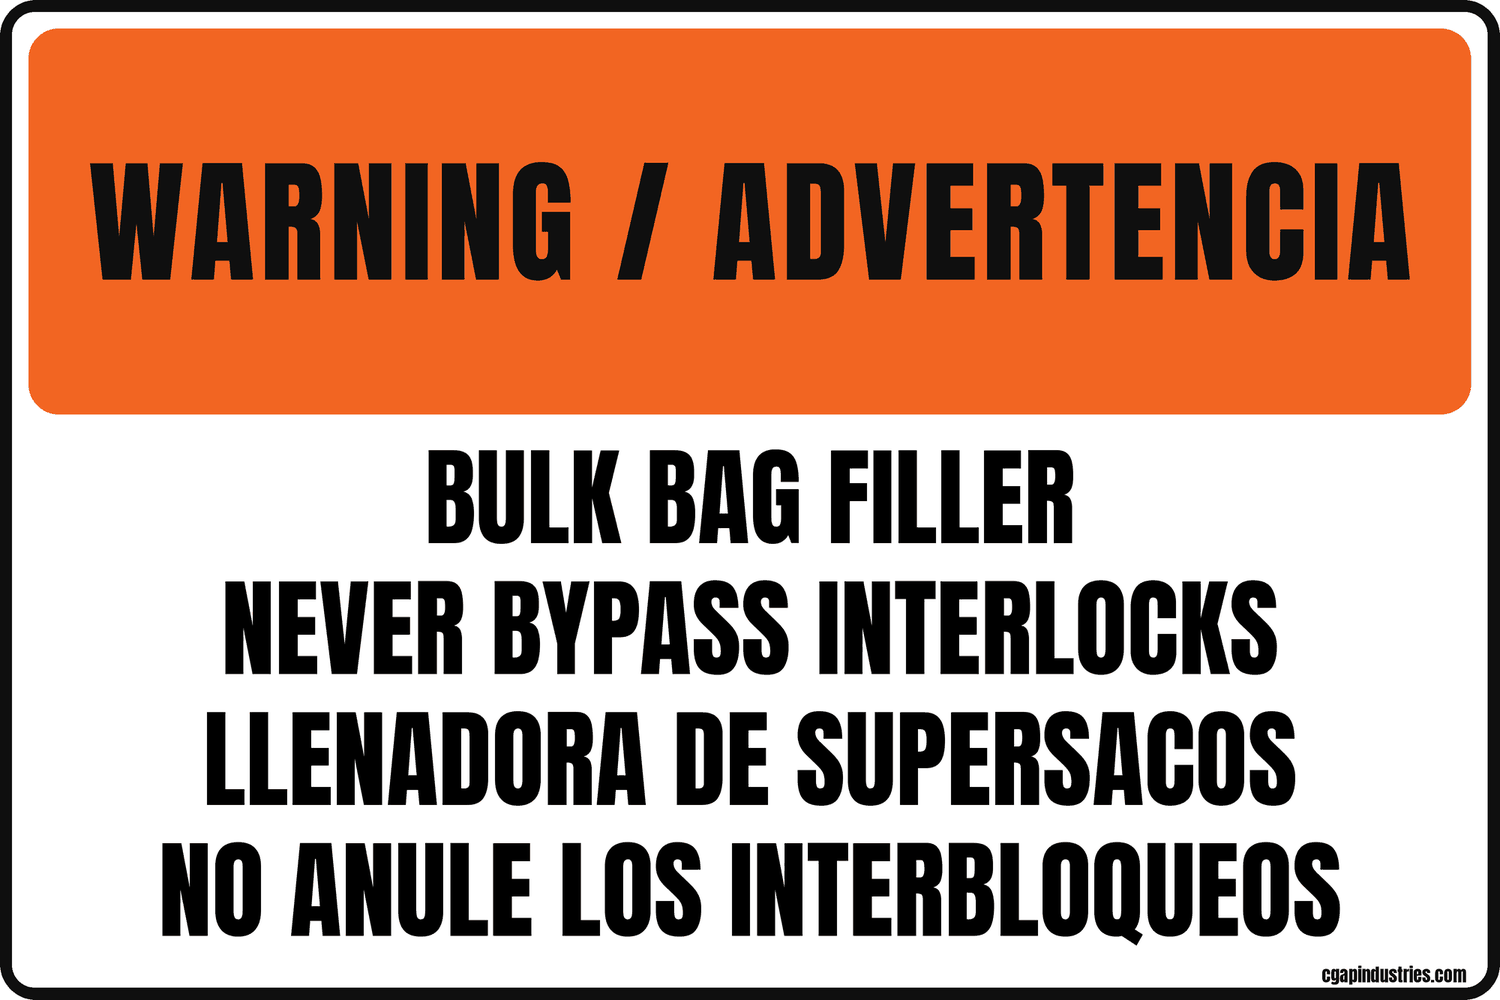 WARNING / ADVERTENCIA
BULK BAG FILLER
NEVER BYPASS INTERLOCKS
LLENADORA DE SUPERSACOS
NO ANULE LOS INTERBLOQUEOS
cgapindustries.com